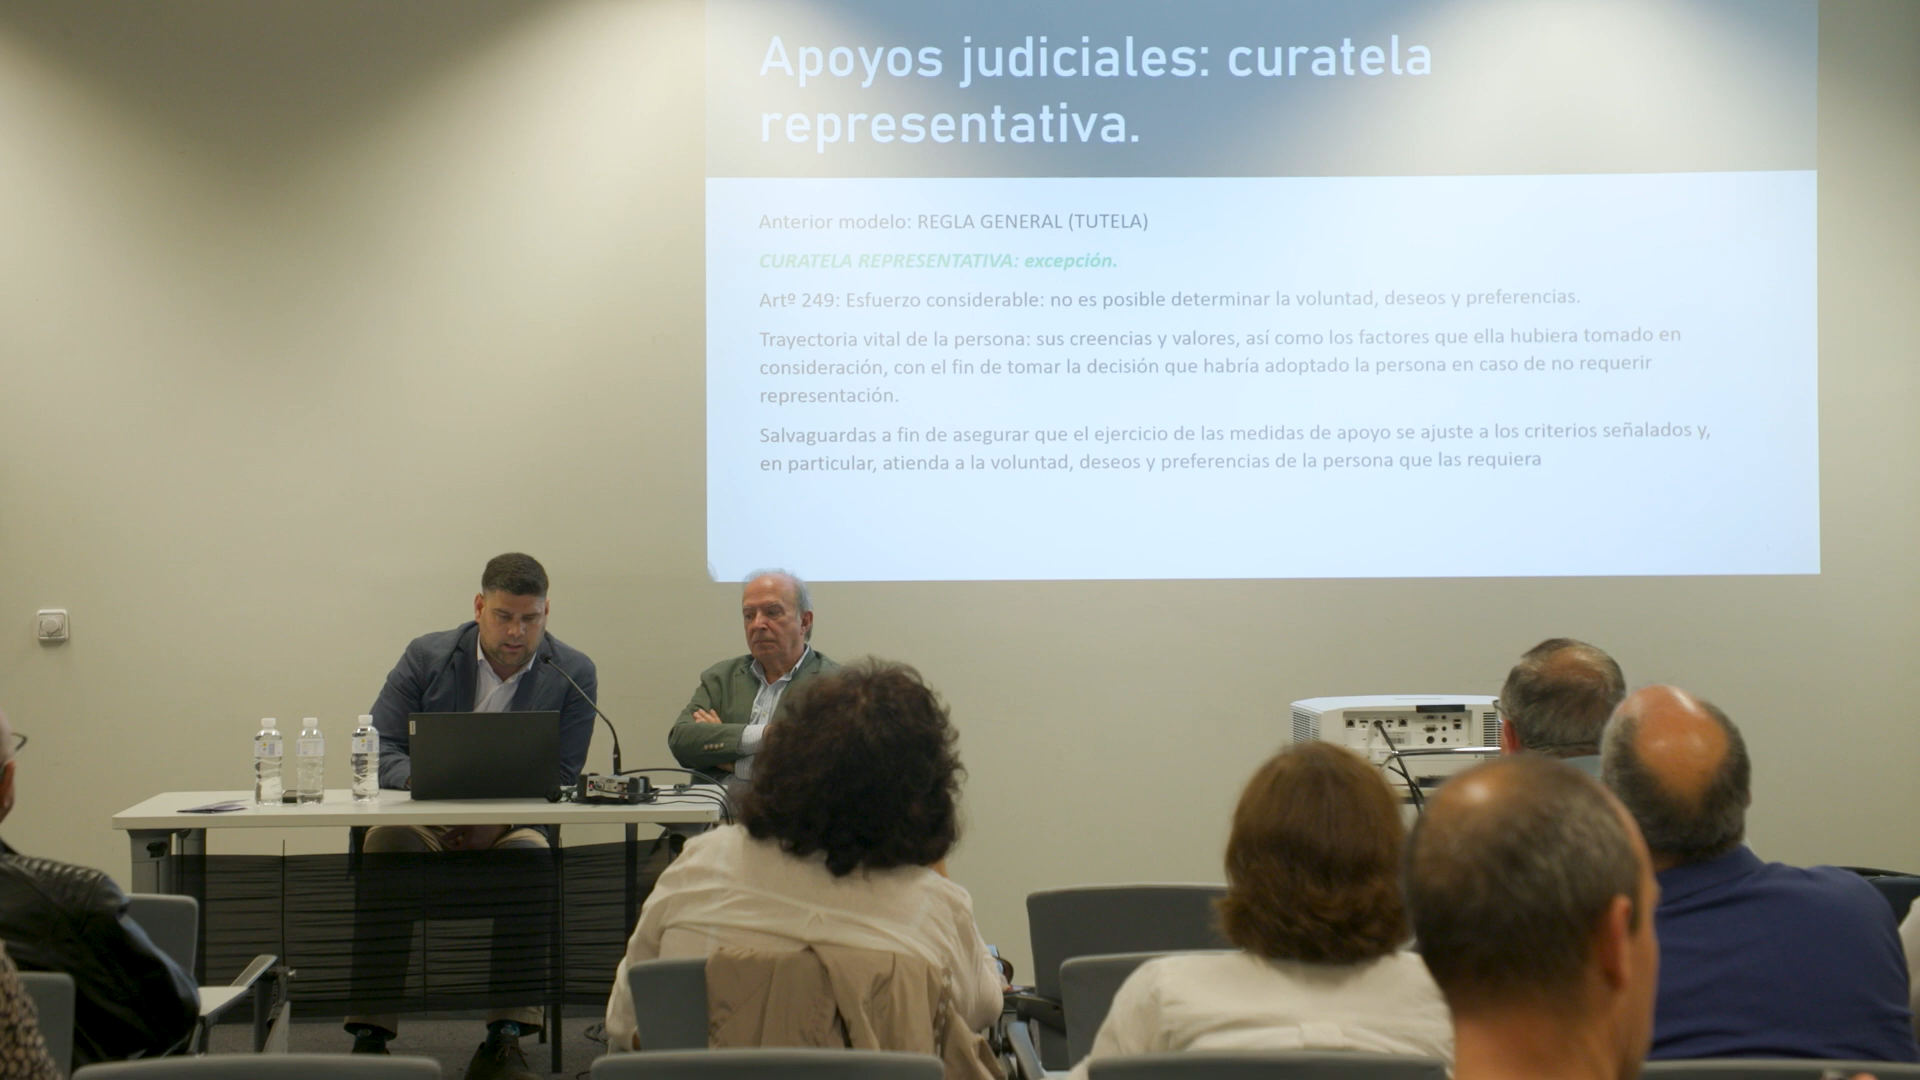 Apoyos judiciales: curatela
representativa.
Anterior modelo: REGLA GENERAL (TUTELA)
CURATELA REPRESENTATIVA: excepción.
Artº 249: Esfuerzo considerable: no es posible determinar la voluntad, deseos y preferencias.
Trayectoria vital de la persona: sus creencias y valores, así como los factores que ella hubiera tomado en
consideración, con el fin de tomar la decisión que habría adoptado la persona en caso de no requerir
representación.
Salvaguardas a fin de asegurar que el ejercicio de las medidas de apoyo se ajuste a los criterios señalados y,
en particular, atienda a la voluntad, deseos y preferencias de la persona que las requiera